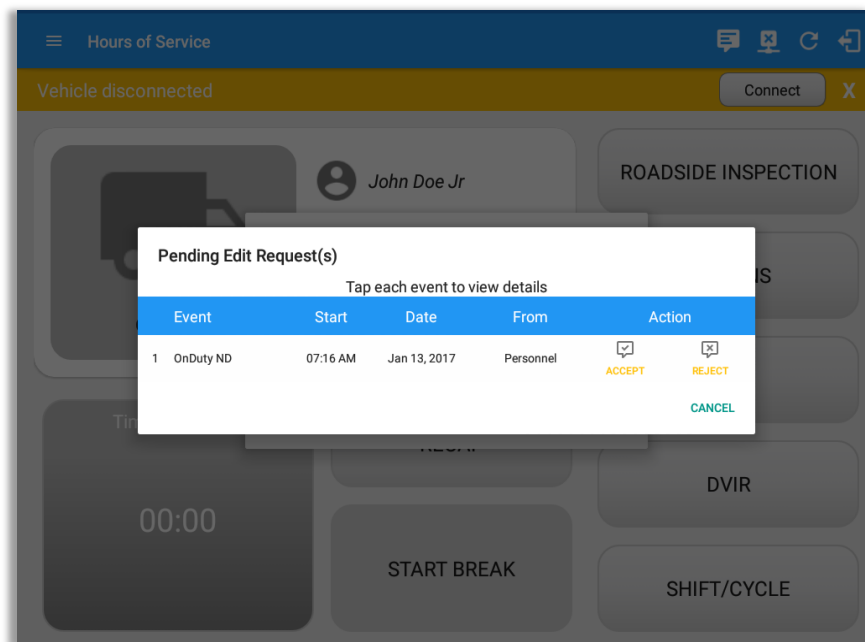 Hours of Service
Vehicle disconnected
Connect
X
John Doe Jr
ROADSIDE INSPECTION
Pending Edit Request(s)
Tap each event to view details
Event Start Date From Action
1 OnDuty ND 07:16 AM Jan 13, 2017 Personnel
ACCEPT REJECT
CANCEL
DVIR
00:00
START BREAK
SHIFT/CYCLE